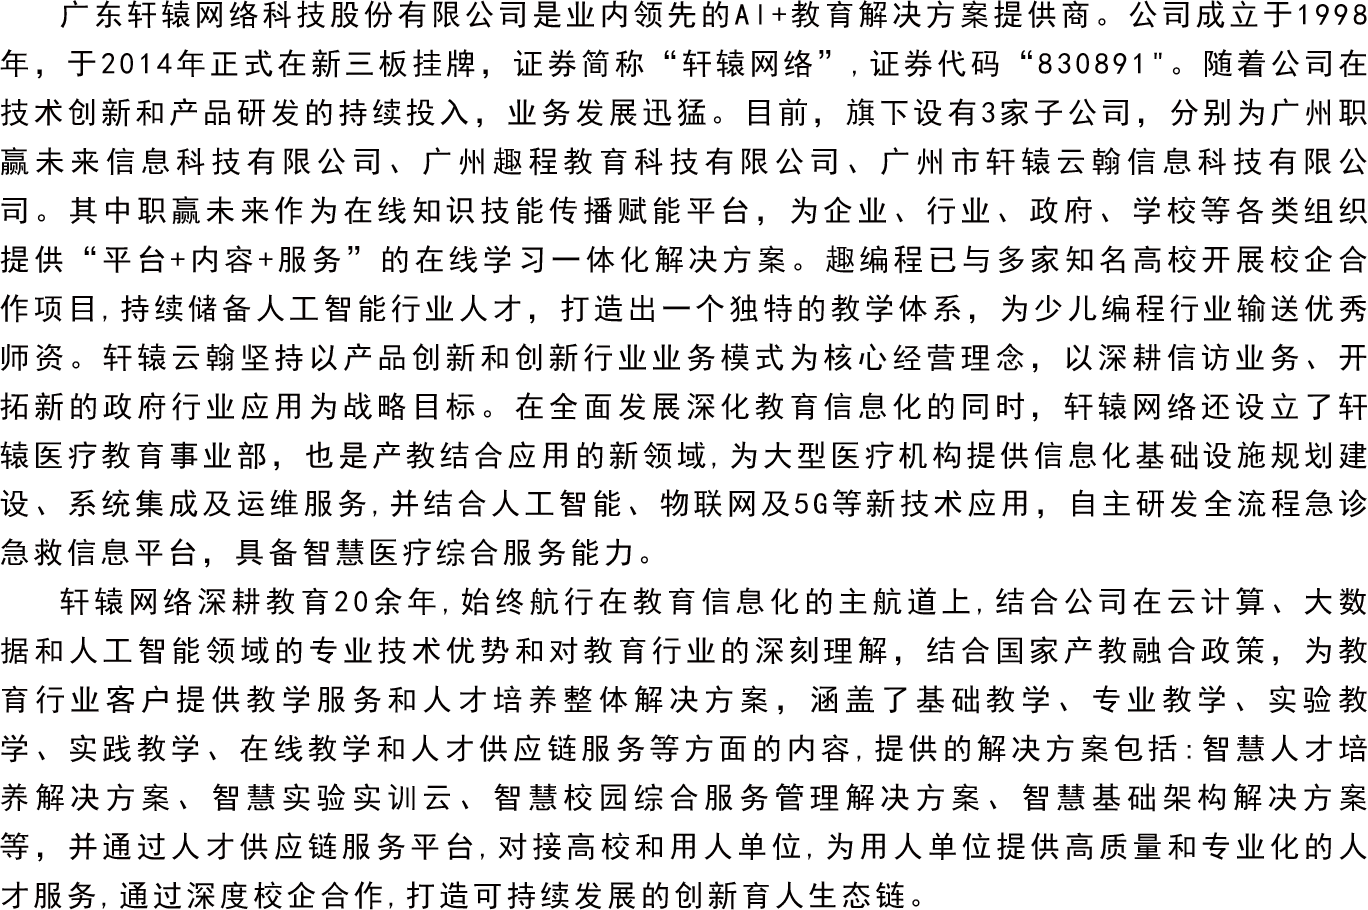 广东轩辕网络科技股份有限公司是业内领先的AI+教育解决方案提供商。公司成立于1998
年，于2014年正式在新三板挂牌，证券简称“轩辕网络”,证券代码“830891"。随着公司在
技术创新和产品研发的持续投入，业务发展迅猛。目前，旗下设有3家子公司，分别为广州职
赢未来信息科技有限公司、广州趣程教育科技有限公司、广州市轩辕云翰信息科技有限公
司。其中职赢未来作为在线知识技能传播赋能平台，为企业、行业、政府、学校等各类组织
提供“平台+内容+服务”的在线学习一体化解决方案。趣编程已与多家知名高校开展校企合
作项目,持续储备人工智能行业人才，打造出一个独特的教学体系，为少儿编程行业输送优秀
师资。轩辕云翰坚持以产品创新和创新行业业务模式为核心经营理念，以深耕信访业务、开
拓新的政府行业应用为战略目标。在全面发展深化教育信息化的同时，轩辕网络还设立了轩
辕医疗教育事业部，也是产教结合应用的新领域,为大型医疗机构提供信息化基础设施规划建
设、系统集成及运维服务,并结合人工智能、物联网及5G等新技术应用，自主研发全流程急诊
急救信息平台，具备智慧医疗综合服务能力。
轩辕网络深耕教育20余年,始终航行在教育信息化的主航道上,结合公司在云计算、大数
据和人工智能领域的专业技术优势和对教育行业的深刻理解，结合国家产教融合政策，为教
育行业客户提供教学服务和人才培养整体解决方案，涵盖了基础教学、专业教学、实验教
学、实践教学、在线教学和人才供应链服务等方面的内容,提供的解决方案包括:智慧人才培
养解决方案、智慧实验实训云、智慧校园综合服务管理解决方案、智慧基础架构解决方案
等，并通过人才供应链服务平台,对接高校和用人单位,为用人单位提供高质量和专业化的人
才服务,通过深度校企合作,打造可持续发展的创新育人生态链。